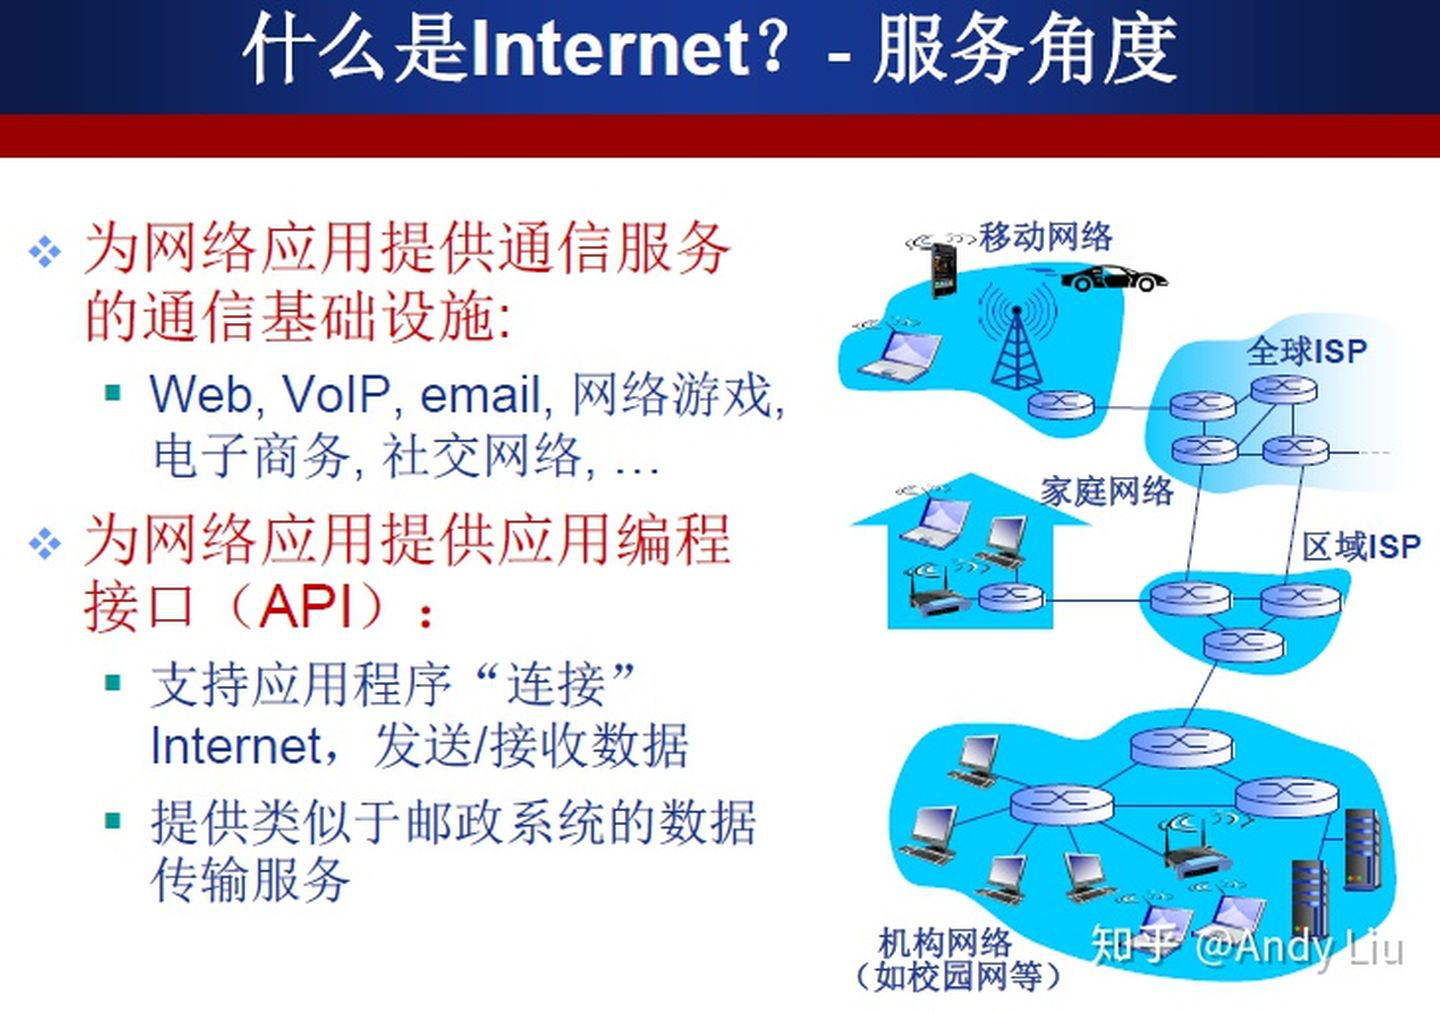 什么是Internet？- 服务角度
为网络应用提供通信服务
的通信基础设施:
Web, VoIP, email, 网络游戏,
电子商务, 社交网络, …
为网络应用提供应用编程
接口（API）：
支持应用程序“连接”
Internet，发送/接收数据
提供类似于邮政系统的数据
传输服务
移动网络
全球ISP
家庭网络
区域ISP
机构网络
（如校园网等）
知乎 @Andy Liu